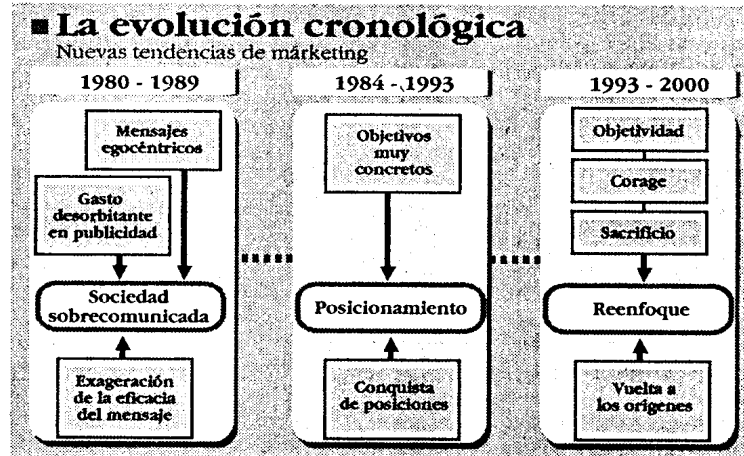 La evolución cronológica
Nuevas tendencias de márketing
1980 - 1989
Mensajes
egocéntricos
Gasto
desorbitante
en publicidad
Sociedad
sobrecomunicada
Exageración
de la eficacia
del mensaje
1984 - 1993
Objetivos
muy
concretos
Posicionamiento
Conquista
de posiciones
1993 - 2000
Objetividad
Corage
Sacrificio
Reenfoque
Vuelta a
los orígenes